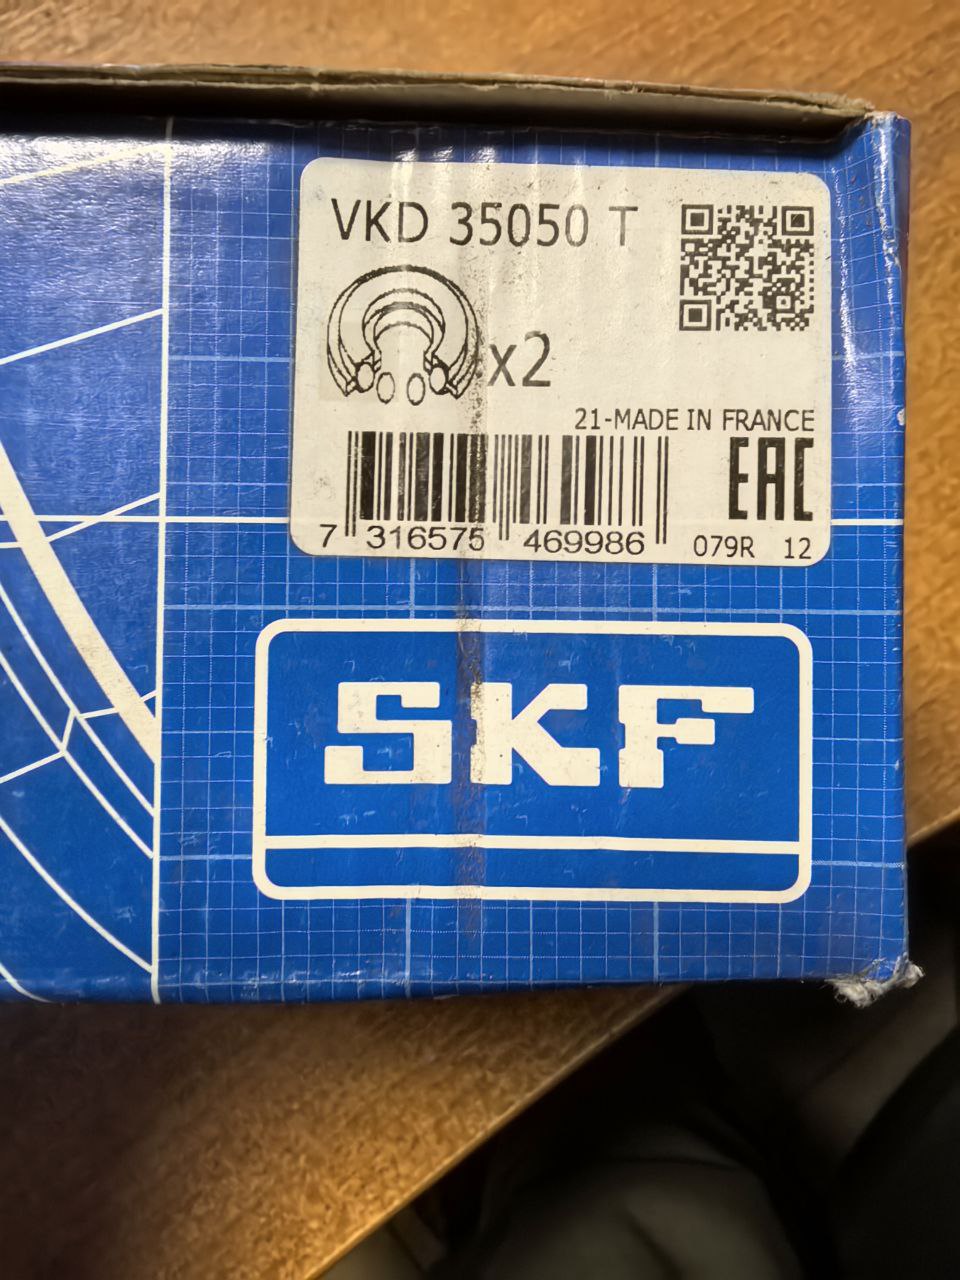 VKD 35050 T
x2
21-MADE IN FRANCE
EAC
7 316575 469986
079R 12
SKF